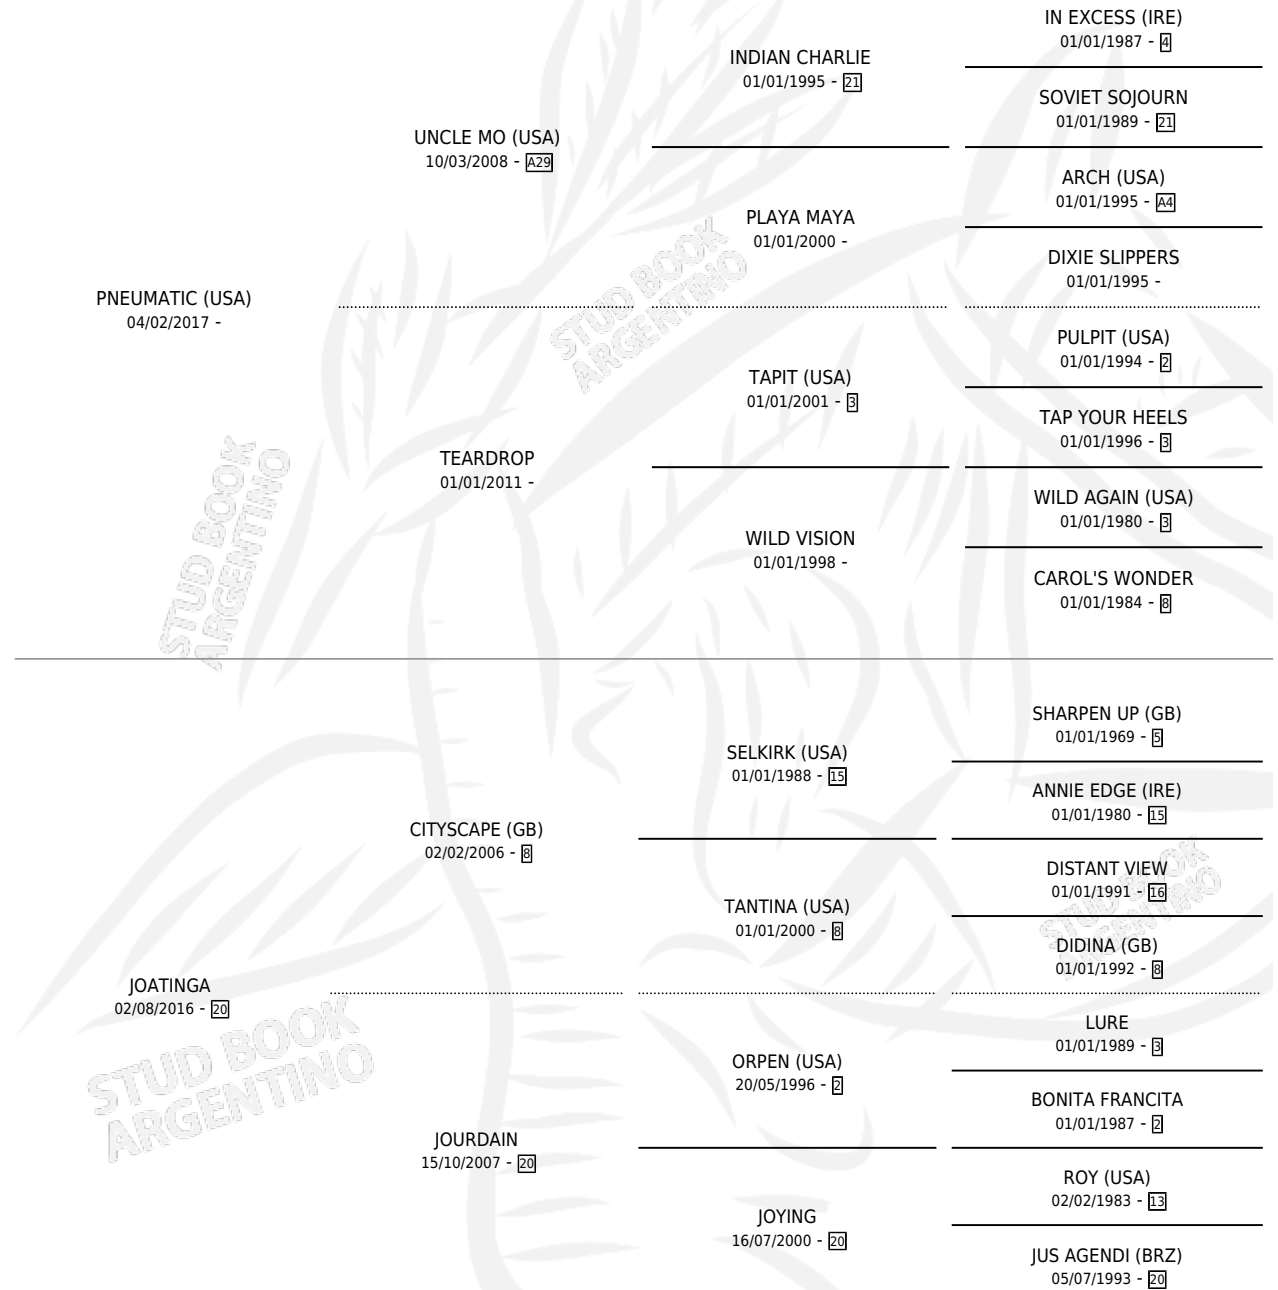 IN EXCESS (IRE)
01/01/1987 - 4
INDIAN CHARLIE
01/01/1995 - 21
SOVIET SOJOURN
01/01/1989 - 21
UNCLE MO (USA)
10/03/2008 - A29
ARCH (USA)
01/01/1995 - A4
PLAYA MAYA
01/01/2000 -
DIXIE SLIPPERS
01/01/1995 -
PNEUMATIC (USA)
04/02/2017 -
PULPIT (USA)
01/01/1994 - 2
TAPIT (USA)
01/01/2001 - 3
TAP YOUR HEELS
01/01/1996 - 3
TEARDROP
01/01/2011 -
WILD AGAIN (USA)
01/01/1980 - 3
WILD VISION
01/01/1998 -
CAROL'S WONDER
01/01/1984 - 8
SHARPEN UP (GB)
01/01/1969 - 5
SELKIRK (USA)
01/01/1988 - 15
ANNIE EDGE (IRE)
01/01/1980 - 15
CITYSCAPE (GB)
02/02/2006 - 8
DISTANT VIEW
01/01/1991 - 16
TANTINA (USA)
01/01/2000 - 8
DIDINA (GB)
01/01/1992 - 8
JOATINGA
02/08/2016 - 20
LURE
01/01/1989 - 3
ORPEN (USA)
20/05/1996 - 2
BONITA FRANCITA
01/01/1987 - 2
JOURDAIN
15/10/2007 - 20
ROY (USA)
02/02/1983 - 13
JOYING
16/07/2000 - 20
JUS AGENDI (BRZ)
05/07/1993 - 20
STUD BOOK
ARGENTINO
STUD BOOK
ARGENTINO
STUD BOOK
ARGENTINO
STUD BOOK
ARGENTINO